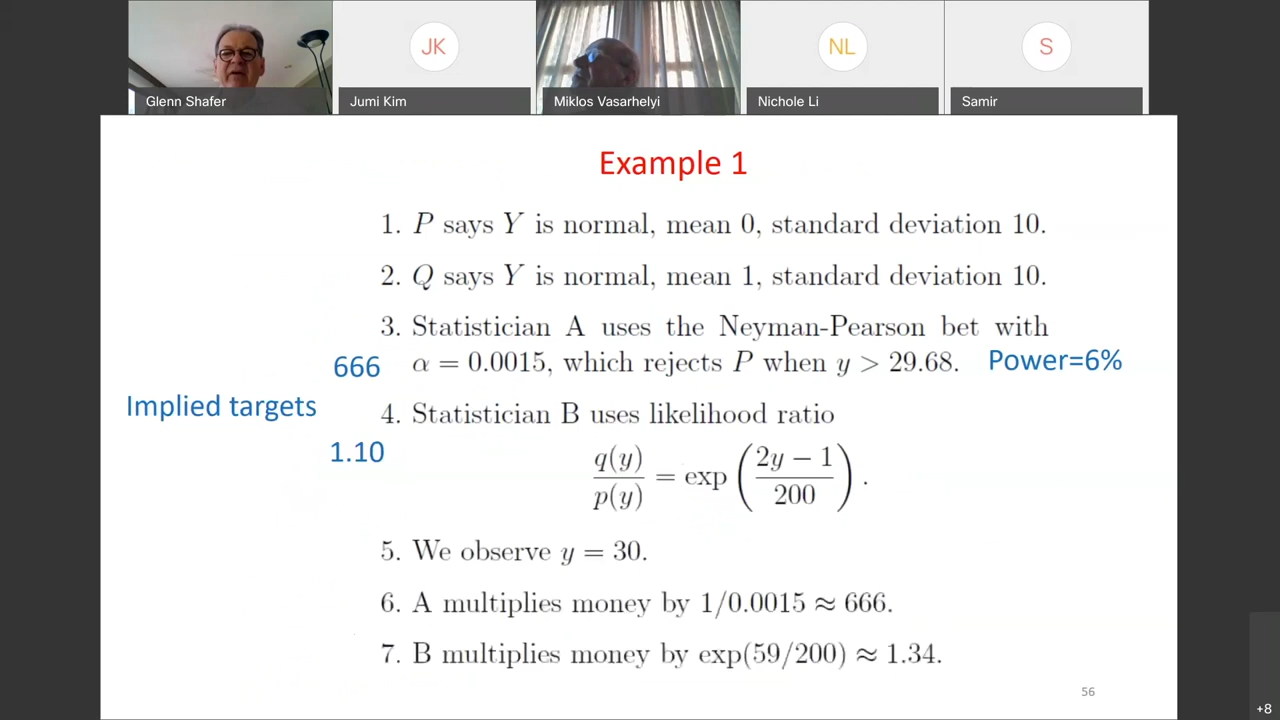 JK
NL
S
Glenn Shafer
Jumi Kim
Miklos Vasarhelyi
Nichole Li
Samir
Example 1
1. P says Y is normal, mean 0, standard deviation 10.
2. Q says Y is normal, mean 1, standard deviation 10.
3. Statistician A uses the Neyman-Pearson bet with
α = 0.0015, which rejects P when y > 29.68.
Power=6%
666
Implied targets
4. Statistician B uses likelihood ratio
1.10
q(y)/p(y) = exp((2y − 1)/200).
5. We observe y = 30.
6. A multiplies money by 1/0.0015 ≈ 666.
7. B multiplies money by exp(59/200) ≈ 1.34.
56
+8